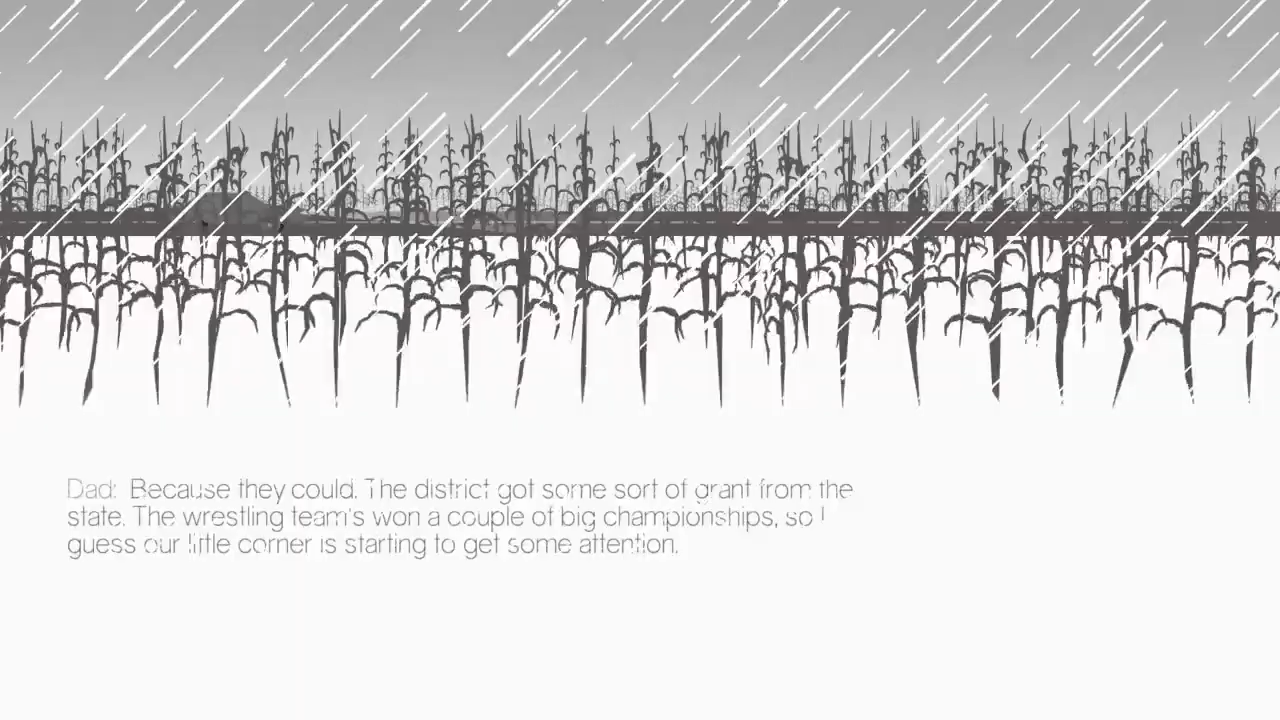 Dad:  Because they could. The district got some sort of grant from the
state. The wrestling team's won a couple of big championships, so I
guess our little corner is starting to get some attention.